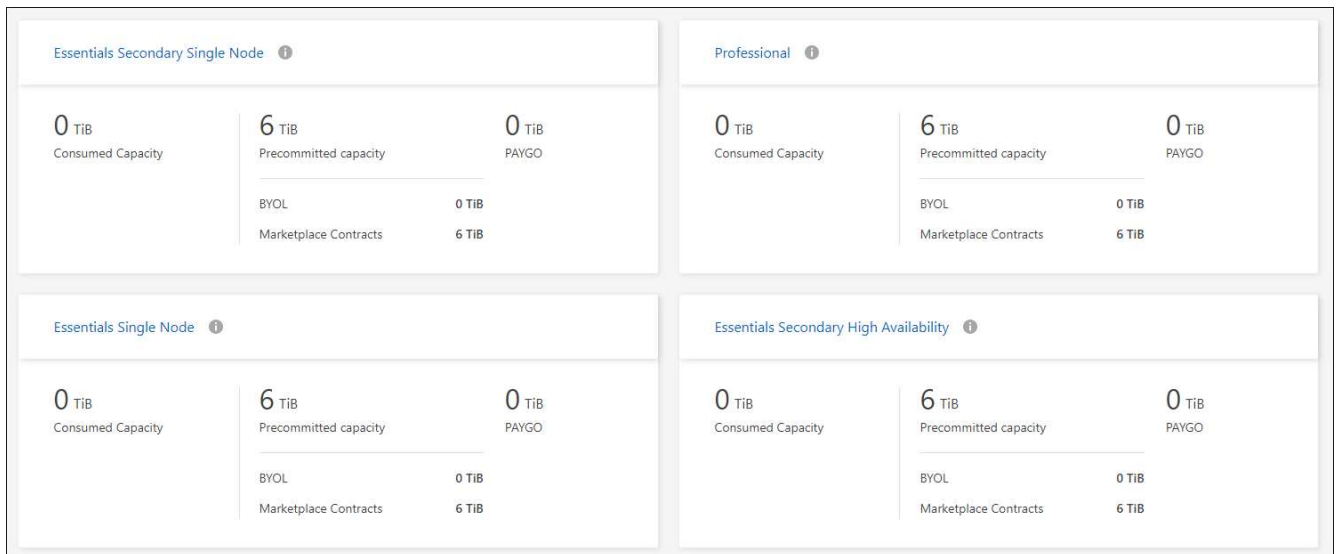 Essentials Secondary Single Node
0 TiB
Consumed Capacity
6 TiB
Precommitted capacity
0 TiB
PAYGO
BYOL 0 TiB
Marketplace Contracts 6 TiB
Professional
0 TiB
Consumed Capacity
6 TiB
Precommitted capacity
0 TiB
PAYGO
BYOL 0 TiB
Marketplace Contracts 6 TiB
Essentials Single Node
0 TiB
Consumed Capacity
6 TiB
Precommitted capacity
0 TiB
PAYGO
BYOL 0 TiB
Marketplace Contracts 6 TiB
Essentials Secondary High Availability
0 TiB
Consumed Capacity
6 TiB
Precommitted capacity
0 TiB
PAYGO
BYOL 0 TiB
Marketplace Contracts 6 TiB